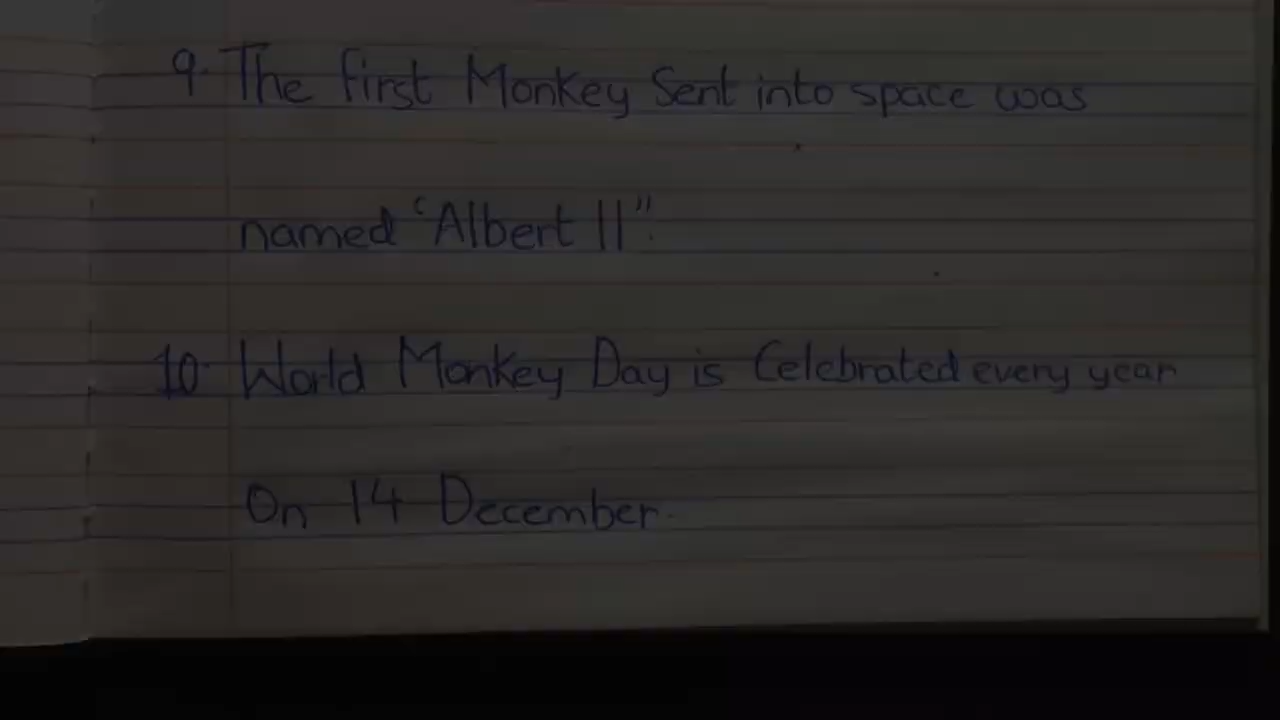 9. The first Monkey Sent into space was
named ‘Albert II”.
10. World Monkey Day is Celebrated every year
On 14 December.